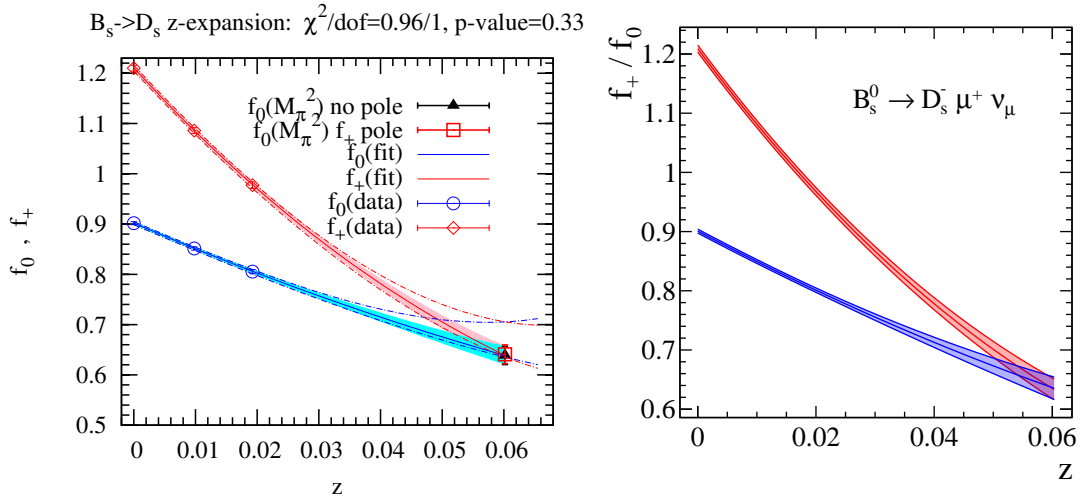 B_s->D_s z-expansion: χ²/dof=0.96/1, p-value=0.33
f_0 , f_+
1.2
1.1
1
0.9
0.8
0.7
0.6
0.5
f_0(M_π²) no pole
f_0(M_π²) f_+ pole
f_0(fit)
f_+(fit)
f_0(data)
f_+(data)
0 0.01 0.02 0.03 0.04 0.05 0.06
z
f_+ / f_0
1.2
1.1
1
0.9
0.8
0.7
0.6
B_s^0 → D_s^- μ^+ ν_μ
0 0.02 0.04 0.06
z